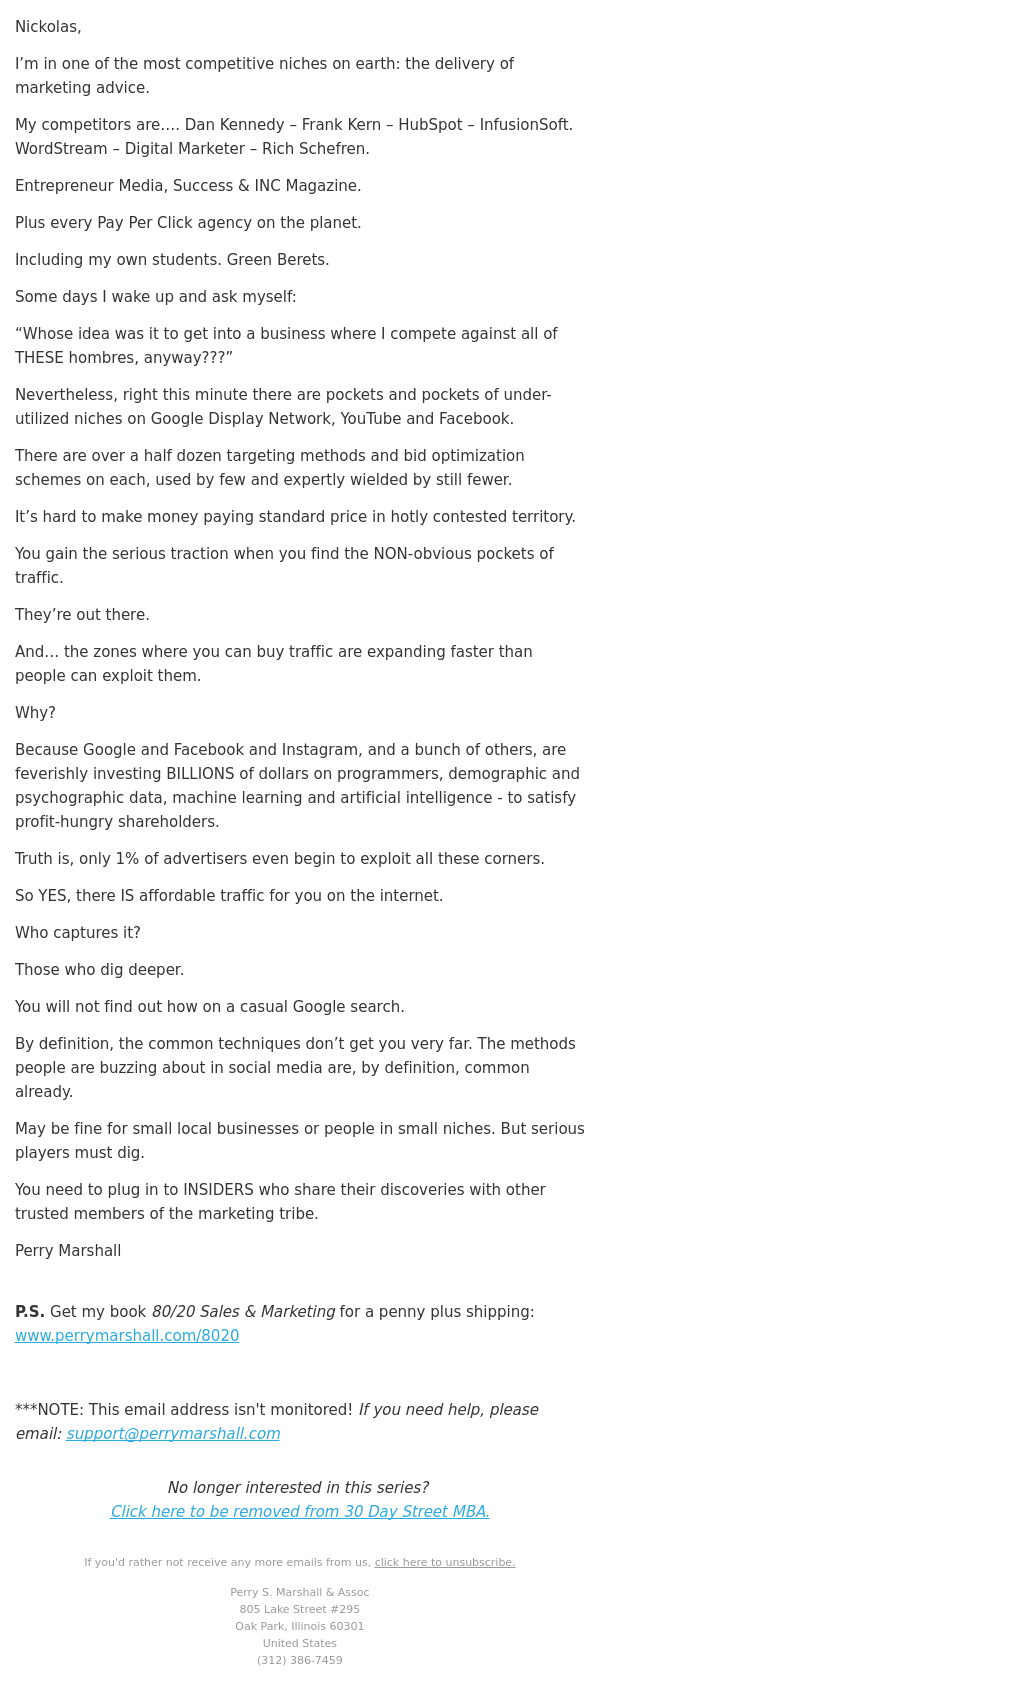 Nickolas,
I’m in one of the most competitive niches on earth: the delivery of
marketing advice.
My competitors are…. Dan Kennedy – Frank Kern – HubSpot – InfusionSoft.
WordStream – Digital Marketer – Rich Schefren.
Entrepreneur Media, Success & INC Magazine.
Plus every Pay Per Click agency on the planet.
Including my own students. Green Berets.
Some days I wake up and ask myself:
“Whose idea was it to get into a business where I compete against all of
THESE hombres, anyway???”
Nevertheless, right this minute there are pockets and pockets of under-
utilized niches on Google Display Network, YouTube and Facebook.
There are over a half dozen targeting methods and bid optimization
schemes on each, used by few and expertly wielded by still fewer.
It’s hard to make money paying standard price in hotly contested territory.
You gain the serious traction when you find the NON-obvious pockets of
traffic.
They’re out there.
And… the zones where you can buy traffic are expanding faster than
people can exploit them.
Why?
Because Google and Facebook and Instagram, and a bunch of others, are
feverishly investing BILLIONS of dollars on programmers, demographic and
psychographic data, machine learning and artificial intelligence - to satisfy
profit-hungry shareholders.
Truth is, only 1% of advertisers even begin to exploit all these corners.
So YES, there IS affordable traffic for you on the internet.
Who captures it?
Those who dig deeper.
You will not find out how on a casual Google search.
By definition, the common techniques don’t get you very far. The methods
people are buzzing about in social media are, by definition, common
already.
May be fine for small local businesses or people in small niches. But serious
players must dig.
You need to plug in to INSIDERS who share their discoveries with other
trusted members of the marketing tribe.
Perry Marshall
P.S. Get my book 80/20 Sales & Marketing for a penny plus shipping:
www.perrymarshall.com/8020
***NOTE: This email address isn't monitored! If you need help, please
email: support@perrymarshall.com
No longer interested in this series?
Click here to be removed from 30 Day Street MBA.
If you'd rather not receive any more emails from us, click here to unsubscribe.
Perry S. Marshall & Assoc
805 Lake Street #295
Oak Park, Illinois 60301
United States
(312) 386-7459